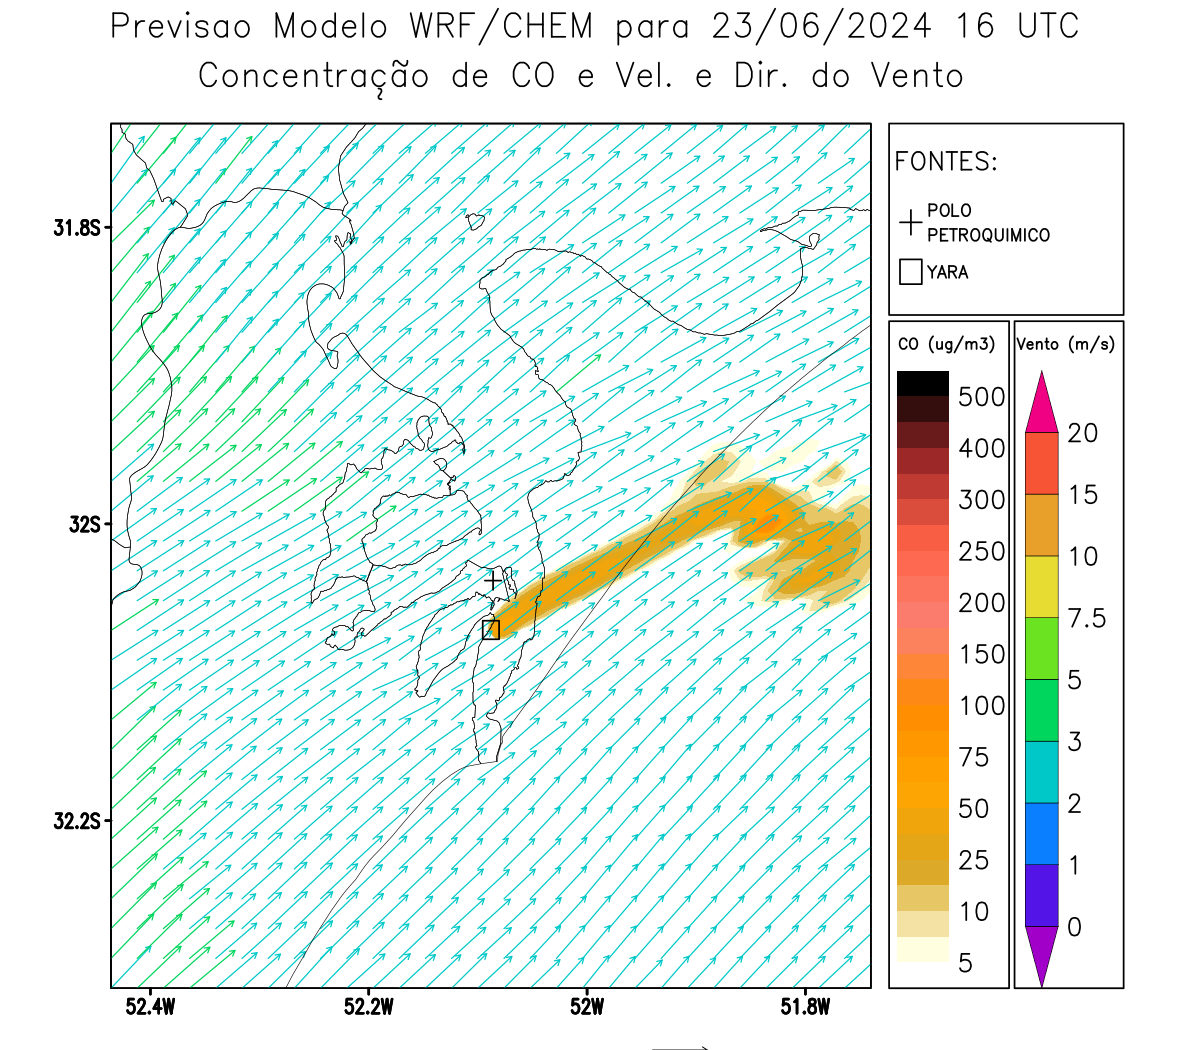 Previsao Modelo WRF/CHEM para 23/06/2024 16 UTC
Concentração de CO e Vel. e Dir. do Vento
FONTES:
POLO
PETROQUIMICO
YARA
CO (ug/m3)
500
400
300
250
200
150
100
75
50
25
10
5
Vento (m/s)
20
15
10
7.5
5
3
2
1
0
31.8S
32S
32.2S
52.4W
52.2W
52W
51.8W